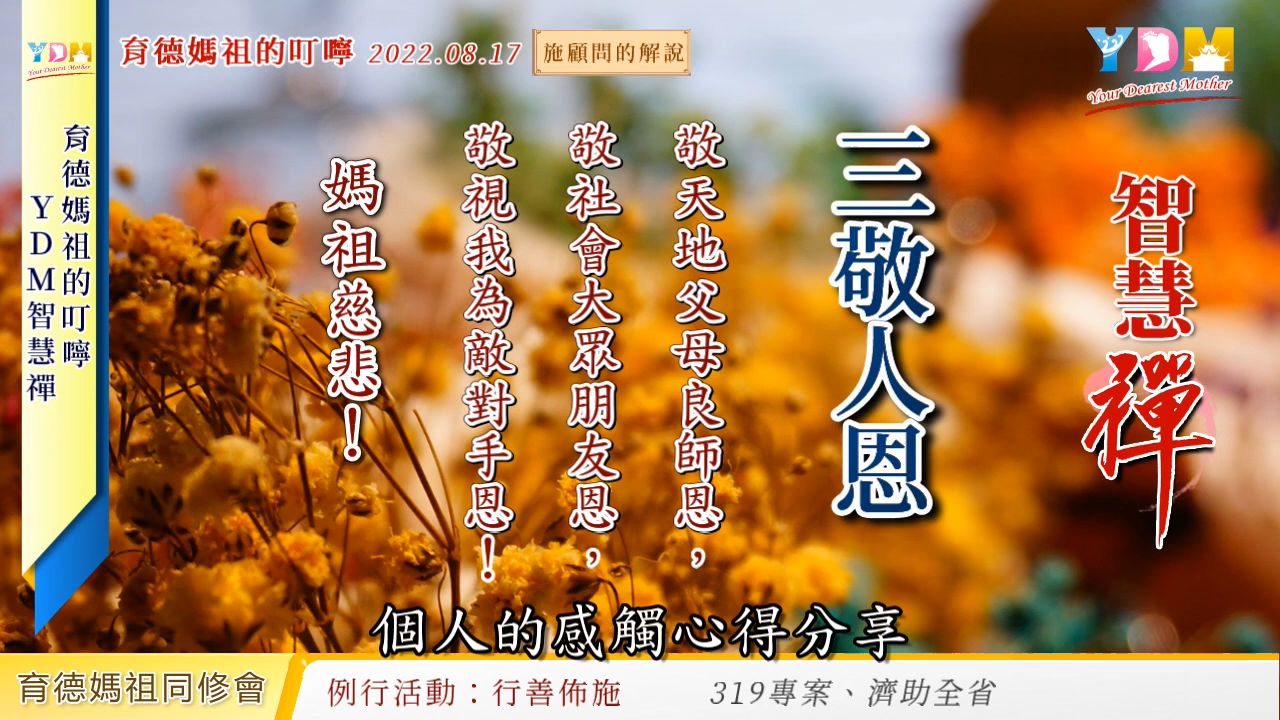 YDM
Your Dearest Mother
育德媽祖的叮嚀
YDM智慧禪
育德媽祖的叮嚀 2022.08.17 施顧問的解說
YDM
Your Dearest Mother
智慧禪
三敬人恩
敬天地父母良師恩，
敬社會大眾朋友恩，
敬視我為敵對手恩！
媽祖慈悲！
個人的感觸心得分享
育德媽祖同修會
例行活動：行善佈施
319專案、濟助全省